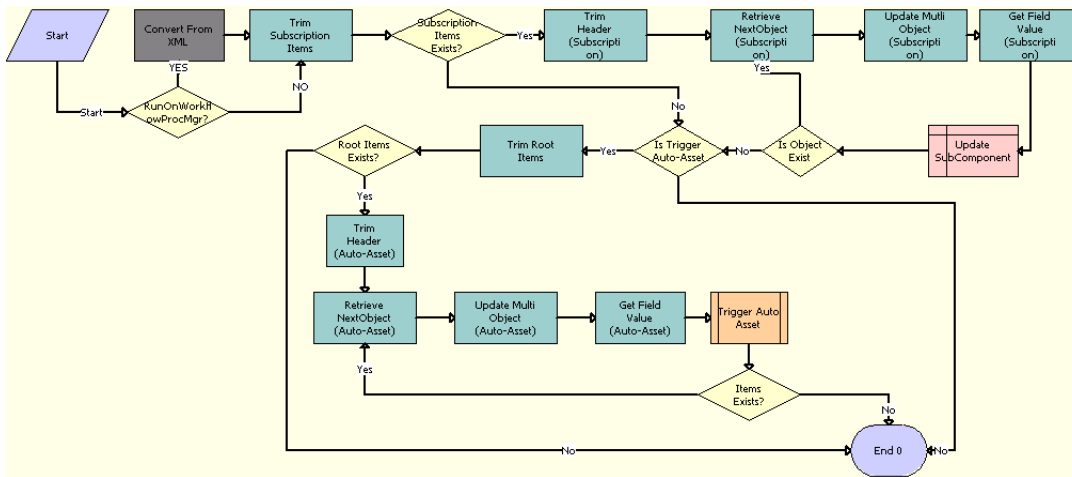 Start
Convert From
XML
Trim
Subscription
Items
Subscription
Items
Exists?
Yes
Trim
Header
(Subscripti
on)
Retrieve
NextObject
(Subscripti
on)
Update Mutli
Object
(Subscripti
on)
Get Field
Value
(Subscripti
on)
YES
NO
Yes
Start
RunOnWorkfl
owProcMgr?
No
Root Items
Exists?
Trim Root
Items
Yes
Is Trigger
Auto-Asset
No
Is Object
Exist
Update
SubComponent
Yes
Trim
Header
(Auto-Asset)
Retrieve
NextObject
(Auto-Asset)
Update Multi
Object
(Auto-Asset)
Get Field
Value
(Auto-Asset)
Trigger Auto
Asset
Yes
Items
Exists?
No
No
End 0
No